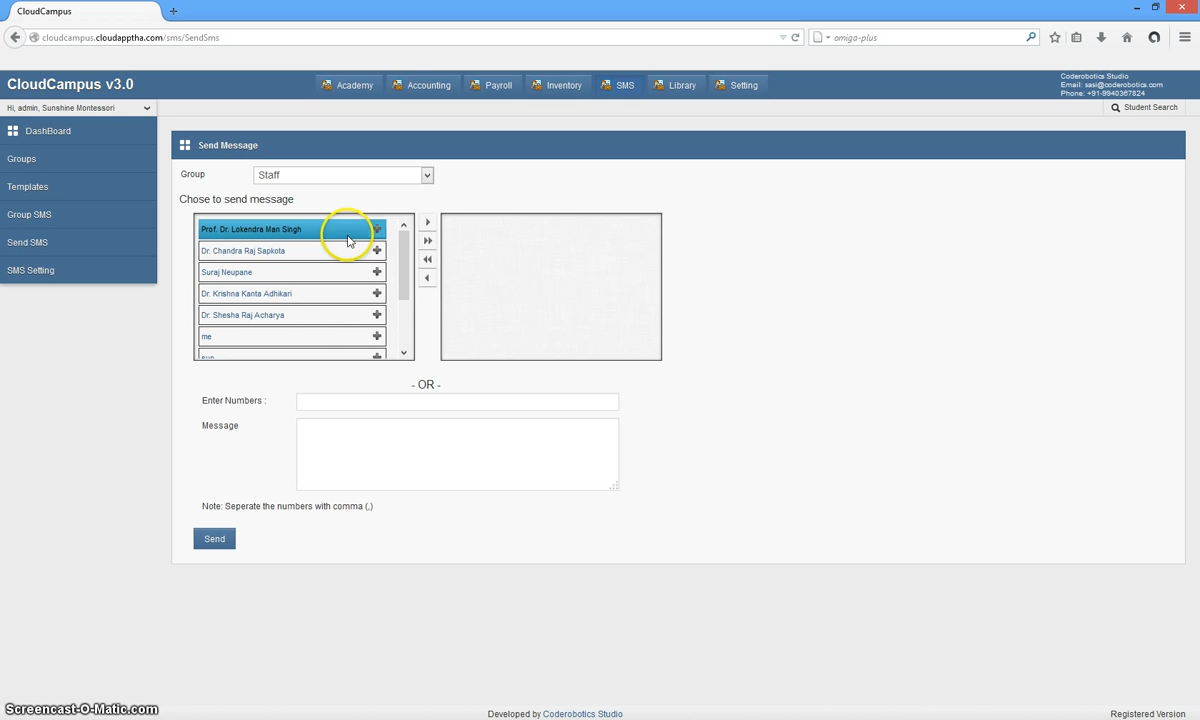 CloudCampus
cloudcampus.cloudapptha.com/sms/SendSms
omiga-plus
CloudCampus v3.0
Academy
Accounting
Payroll
Inventory
SMS
Library
Setting
Coderobotics Studio
Email: sasi@coderobotics.com
Phone: +91-9940367824
Hi, admin, Sunshine Montessori
Student Search
DashBoard
Groups
Templates
Group SMS
Send SMS
SMS Setting
Send Message
Group
Staff
Chose to send message
Prof. Dr. Lokendra Man Singh
Dr. Chandra Raj Sapkota
Suraj Neupane
Dr. Krishna Kanta Adhikari
Dr. Shesha Raj Acharya
me
- OR -
Enter Numbers :
Message
Note: Seperate the numbers with comma (,)
Send
Screencast-O-Matic.com
Developed by Coderobotics Studio
Registered Version